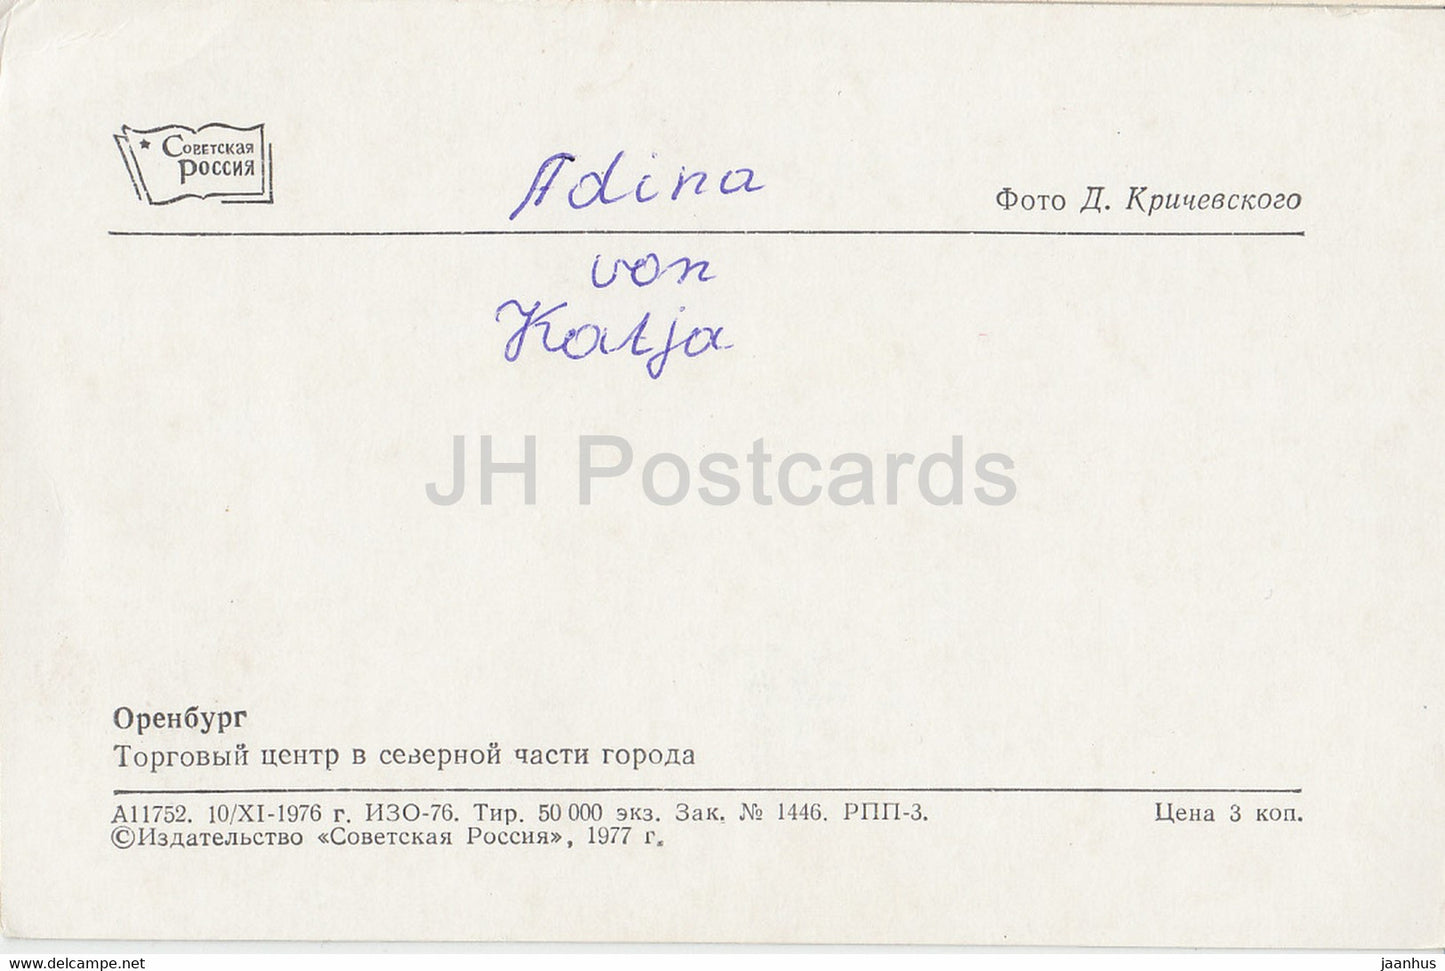 Советская
Россия
Adina
Фото Д. Кричевского
von
Katja
JH Postcards
Оренбург
Торговый центр в северной части города
А11752. 10/XI-1976 г. ИЗО-76. Тир. 50 000 экз. Зак. № 1446. РПП-3.
Цена 3 коп.
©Издательство «Советская Россия», 1977 г.
www.delcampe.net
jaanhus